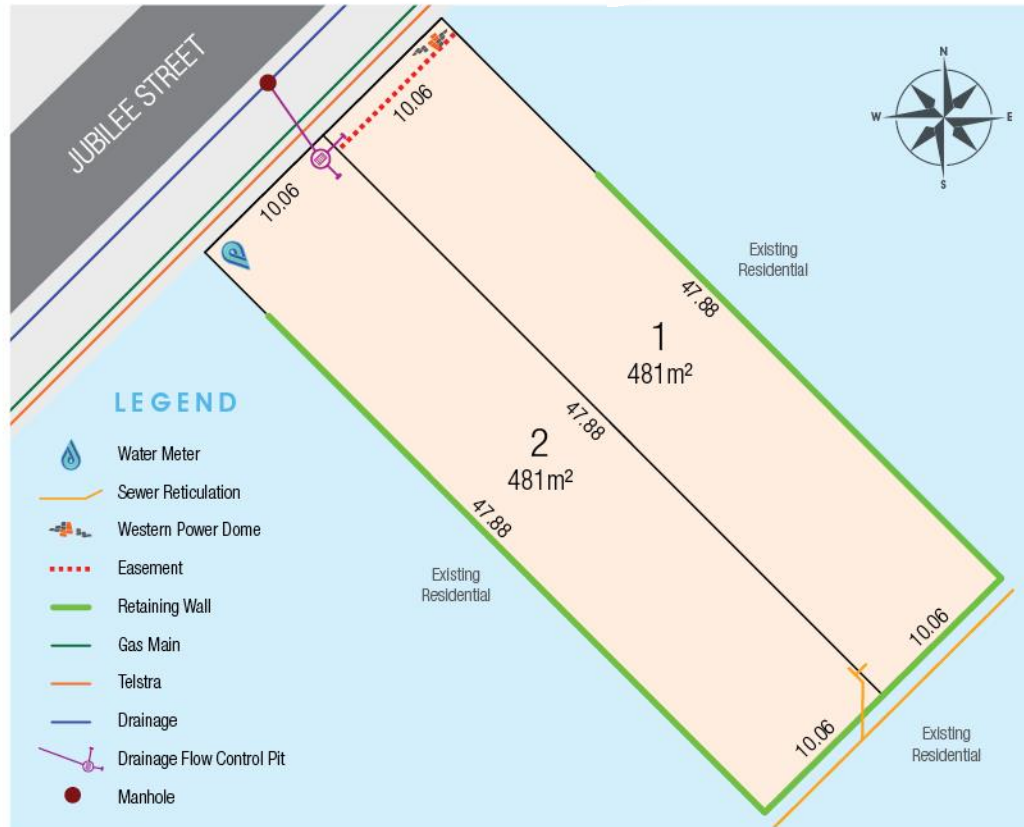 JUBILEE STREET
10.06
10.06
N
W
E
S
Existing
Residential
47.88
1
481m²
47.88
2
481m²
47.88
Existing
Residential
10.06
10.06
Existing
Residential
LEGEND
Water Meter
Sewer Reticulation
Western Power Dome
Easement
Retaining Wall
Gas Main
Telstra
Drainage
Drainage Flow Control Pit
Manhole